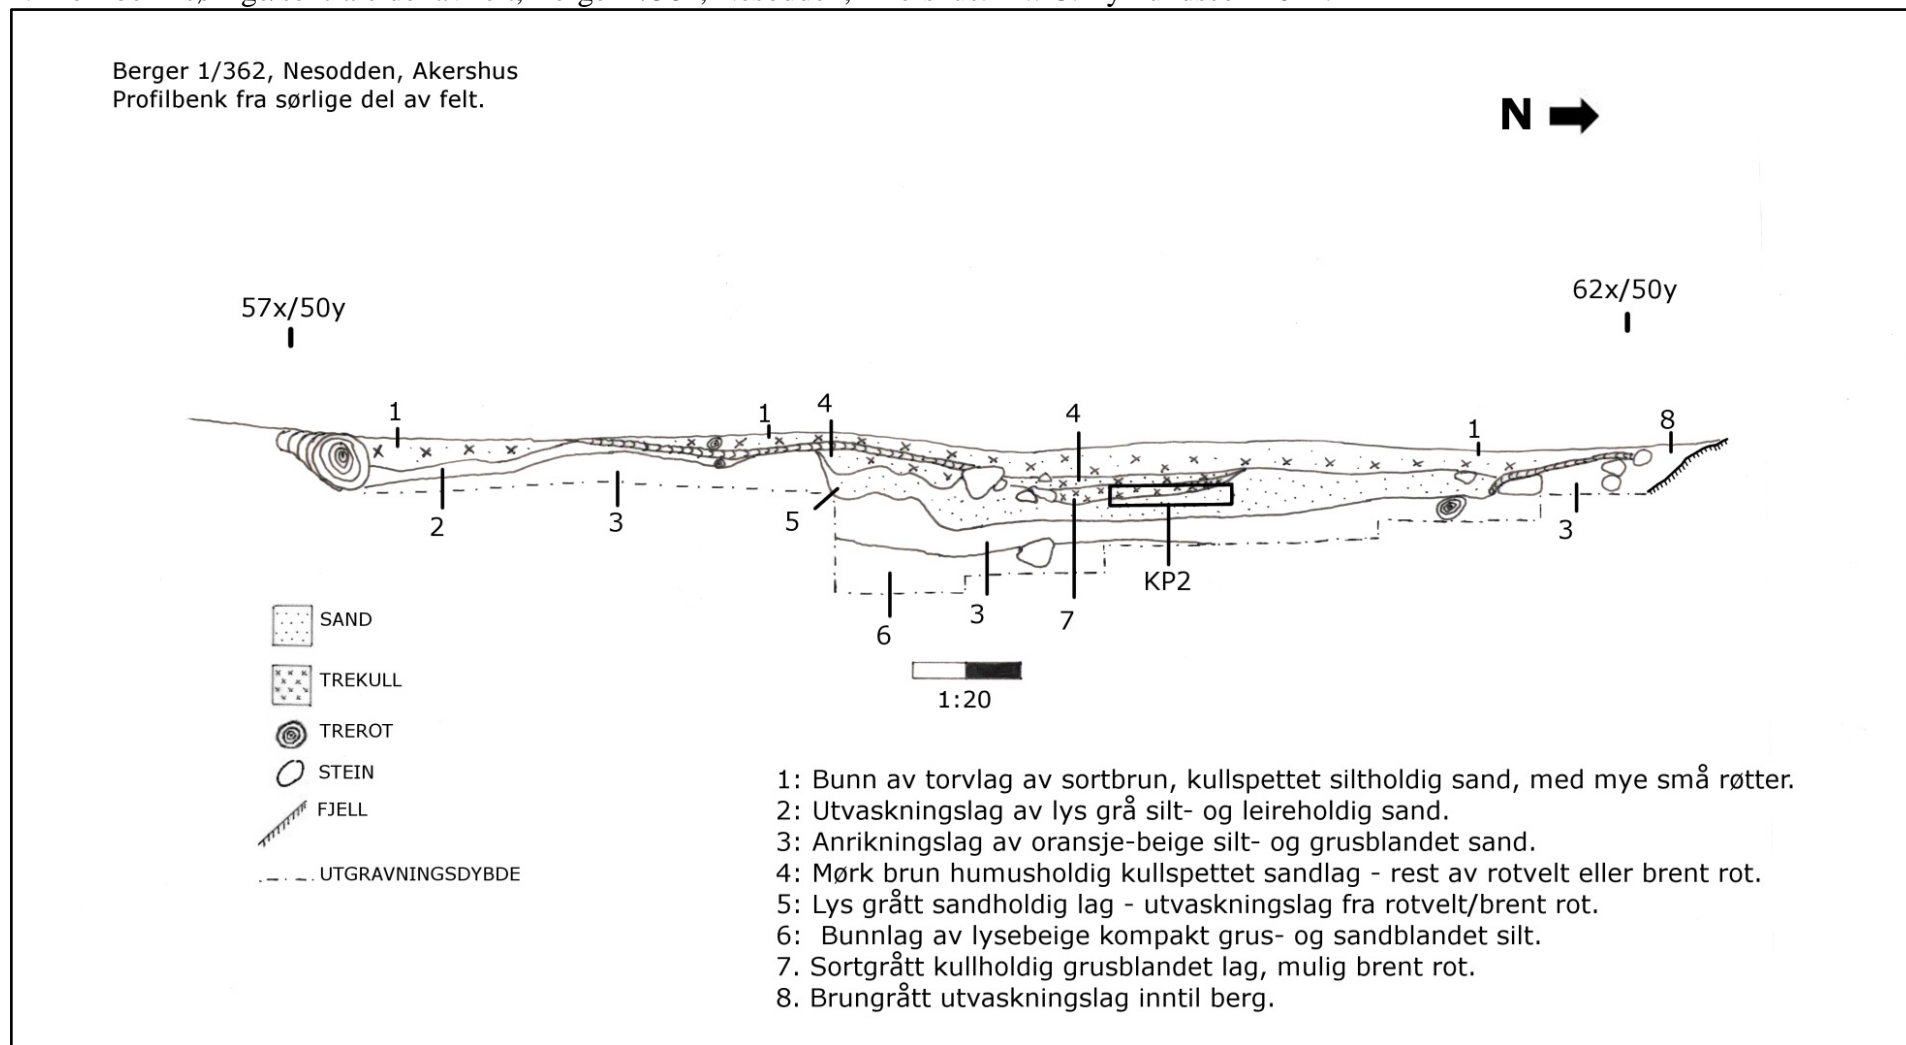 Berger 1/362, Nesodden, Akershus
Profilbenk fra sørlige del av felt.
N
57x/50y
62x/50y
1
1
4
4
1
8
2
3
5
6
3
7
KP2
3
1:20
SAND
TREKULL
TREROT
STEIN
FJELL
UTGRAVNINGSDYBDE
1: Bunn av torvlag av sortbrun, kullspettet siltholdig sand, med mye små røtter.
2: Utvaskningslag av lys grå silt- og leireholdig sand.
3: Anrikningslag av oransje-beige silt- og grusblandet sand.
4: Mørk brun humusholdig kullspettet sandlag - rest av rotvelt eller brent rot.
5: Lys grått sandholdig lag - utvaskningslag fra rotvelt/brent rot.
6: Bunnlag av lysebeige kompakt grus- og sandblandet silt.
7. Sortgrått kullholdig grusblandet lag, mulig brent rot.
8. Brungrått utvaskningslag inntil berg.